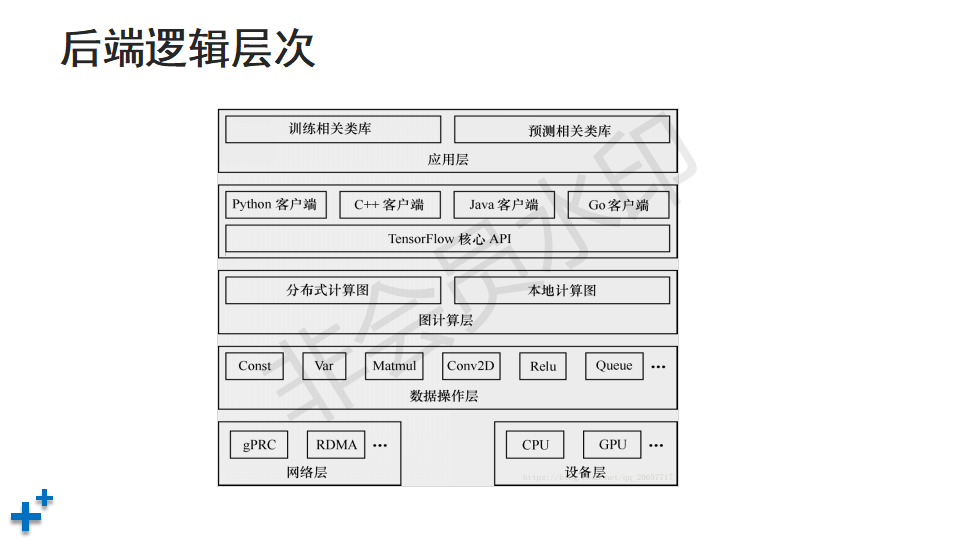 后端逻辑层次
训练相关类库 预测相关类库
应用层
Python 客户端 C++ 客户端 Java 客户端 Go 客户端
TensorFlow 核心 API
分布式计算图 本地计算图
图计算层
Const Var Matmul Conv2D Relu Queue ···
数据操作层
gPRC RDMA ··· CPU GPU ···
网络层 设备层
非会员水印